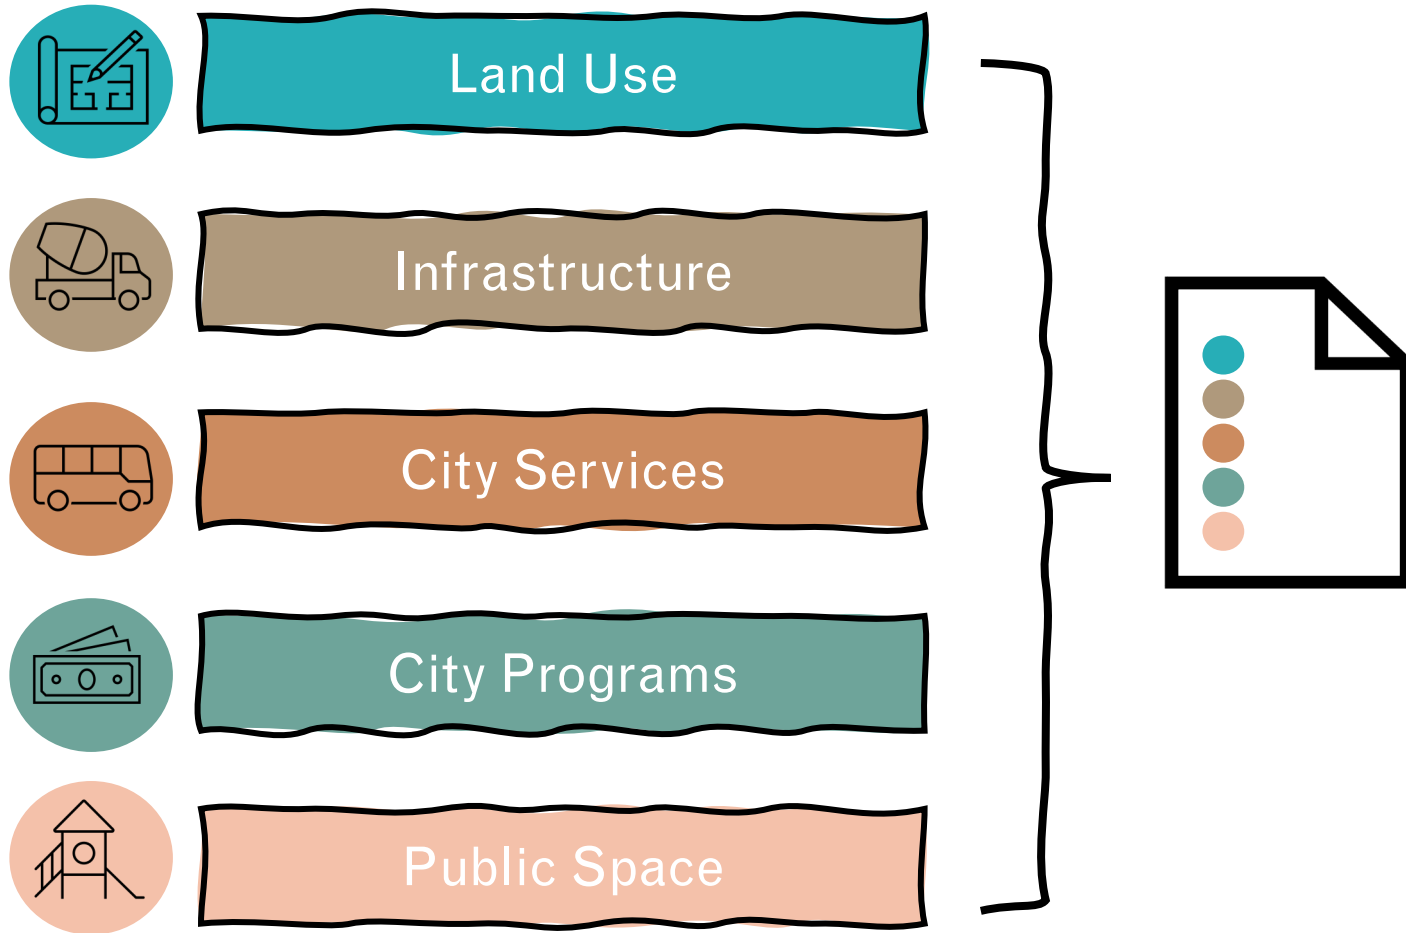 Land Use
Infrastructure
City Services
City Programs
Public Space